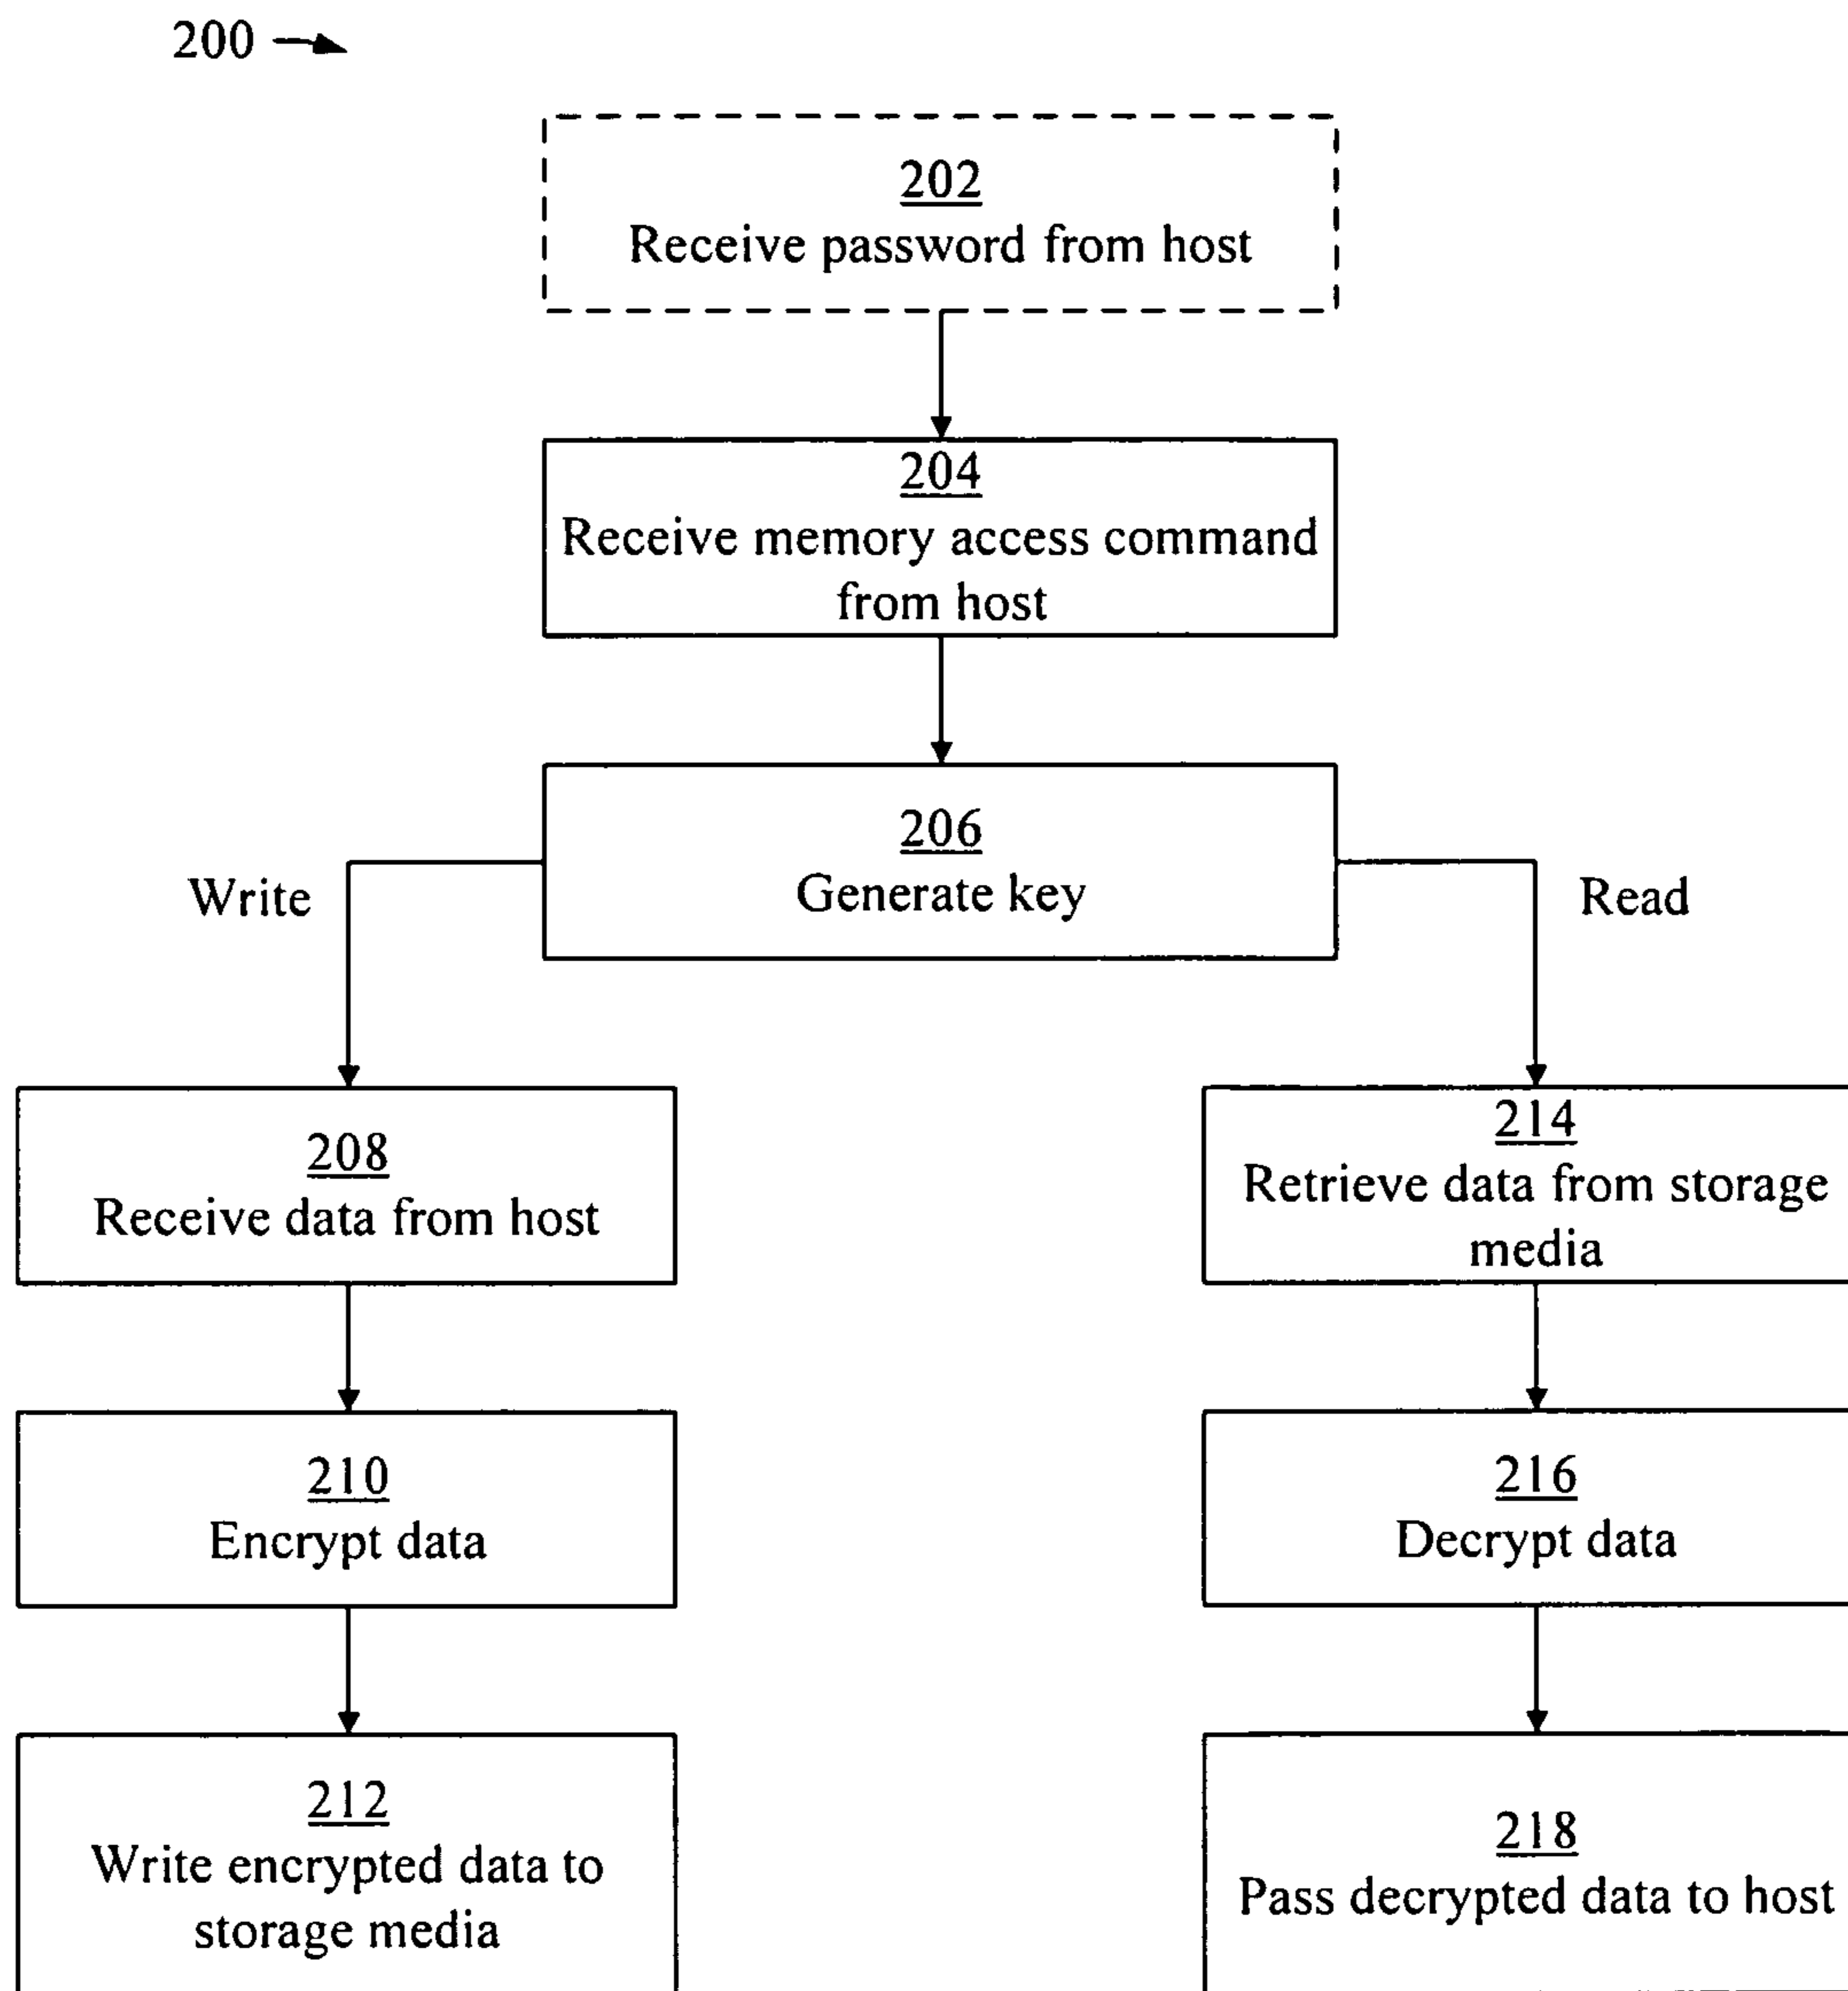 200
202
Receive password from host
204
Receive memory access command
from host
206
Generate key
Write
Read
208
Receive data from host
210
Encrypt data
212
Write encrypted data to
storage media
214
Retrieve data from storage
media
216
Decrypt data
218
Pass decrypted data to host